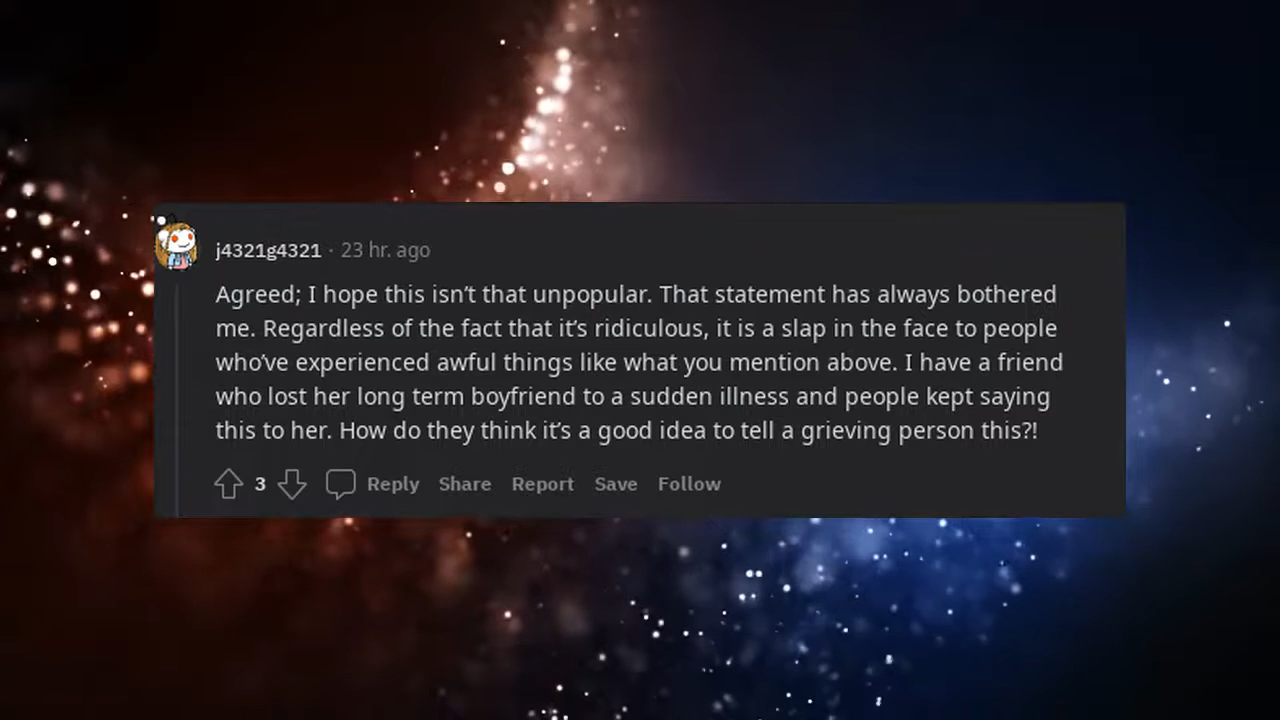 j4321g4321 · 23 hr. ago
Agreed; I hope this isn’t that unpopular. That statement has always bothered
me. Regardless of the fact that it’s ridiculous, it is a slap in the face to people
who’ve experienced awful things like what you mention above. I have a friend
who lost her long term boyfriend to a sudden illness and people kept saying
this to her. How do they think it’s a good idea to tell a grieving person this?!
3 Reply Share Report Save Follow